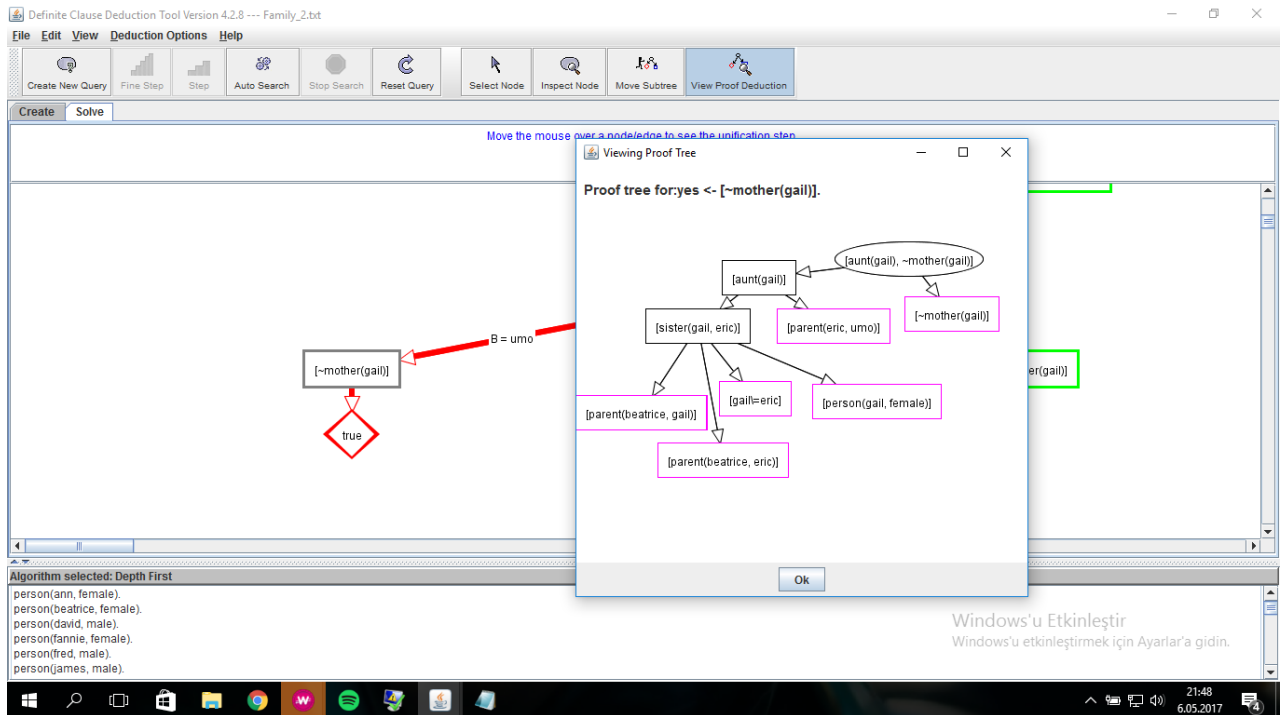 Definite Clause Deduction Tool Version 4.2.8 --- Family_2.txt
File Edit View Deduction Options Help
Create New Query Fine Step Step Auto Search Stop Search Reset Query Select Node Inspect Node Move Subtree View Proof Deduction
Create Solve
Move the mouse over a node/edge to see the unification step
Viewing Proof Tree
Proof tree for:yes <- [~mother(gail)].
[aunt(gail), ~mother(gail)]
[aunt(gail)]
[~mother(gail)]
[sister(gail, eric)]
[parent(eric, umo)]
B = umo
[~mother(gail)]
er(gail)]
[gail\=eric]
[person(gail, female)]
[parent(beatrice, gail)]
true
[parent(beatrice, eric)]
Ok
Algorithm selected: Depth First
person(ann, female).
person(beatrice, female).
person(david, male).
person(fannie, female).
person(fred, male).
person(james, male).
Windows'u Etkinleştir
Windows'u etkinleştirmek için Ayarlar'a gidin.
21:48
6.05.2017
4